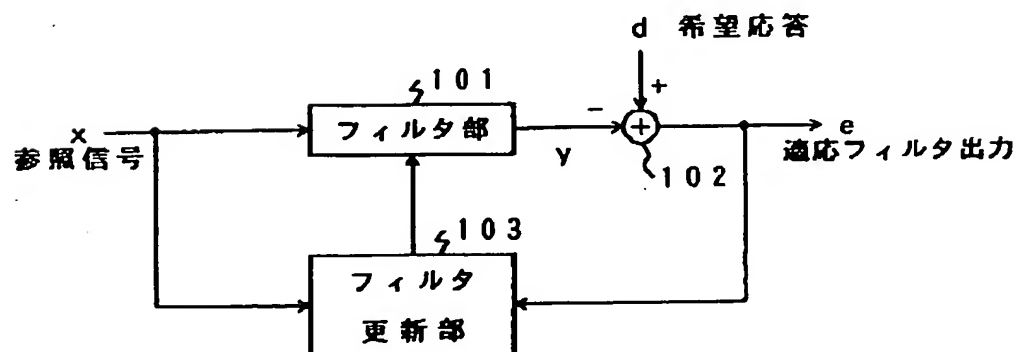 d 希望応答
101
+
-
x
フィルタ部
+
e
参照信号
y
適応フィルタ出力
102
103
フィルタ
更新部